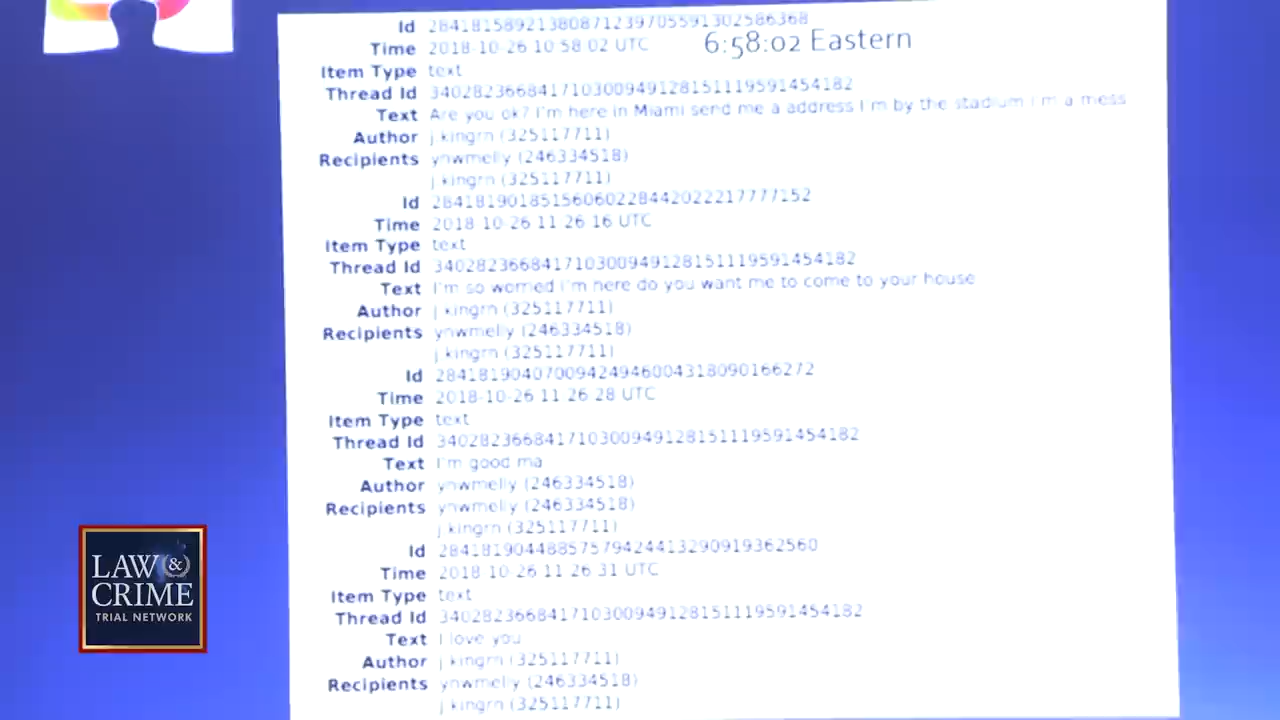 Id 284181589213808712397055913025​86368
Time 2018-10-26 10 58 02 UTC 6:58:02 Eastern
Item Type text
Thread Id 340282366841710300949128151119591454182
Text Are you ok? I'm here in Miami send me a address I m by the stadium I m a mess
Author j kingrn (325117711)
Recipients ynwmelly (246334518)
j kingrn (325117711)
Id 28418190185156060228442022217777152
Time 2018 10-26 11 26 16 UTC
Item Type text
Thread Id 340282366841710300949128151119591454182
Text I'm so worried I'm here do you want me to come to your house
Author j kingrn (325117711)
Recipients ynwmelly (246334518)
j kingrn (325117711)
Id 28418190407009424946004318090166272
Time 2018-10-26 11 26 28 UTC
Item Type text
Thread Id 340282366841710300949128151119591454182
Text I'm good ma
Author ynwmelly (246334518)
Recipients ynwmelly (246334518)
j kingrn (325117711)
Id 28418190448857579424413290919362560
Time 2018 10-26 11 26 31 UTC
Item Type text
Thread Id 340282366841710300949128151119591454182
Text I love you
Author j kingrn (325117711)
Recipients ynwmelly (246334518)
j kingrn (325117711)
LAW &
CRIME
TRIAL NETWORK